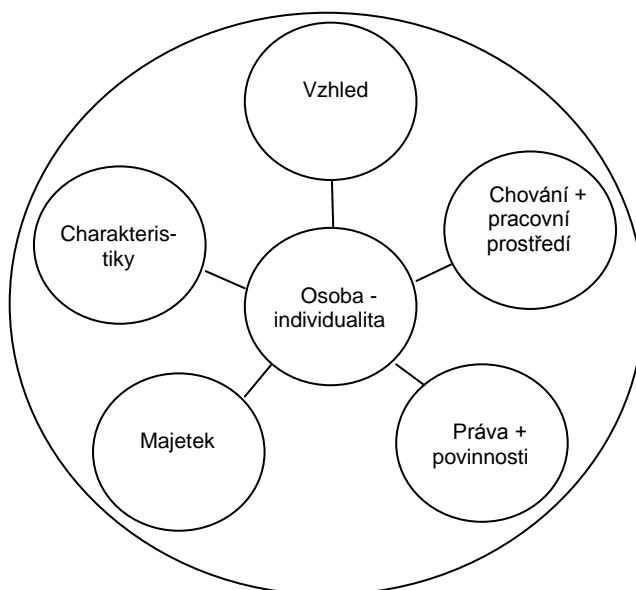 Vzhled
Chování +
pracovní
prostředí
Charakteris-
tiky
Osoba -
individualita
Majetek
Práva +
povinnosti